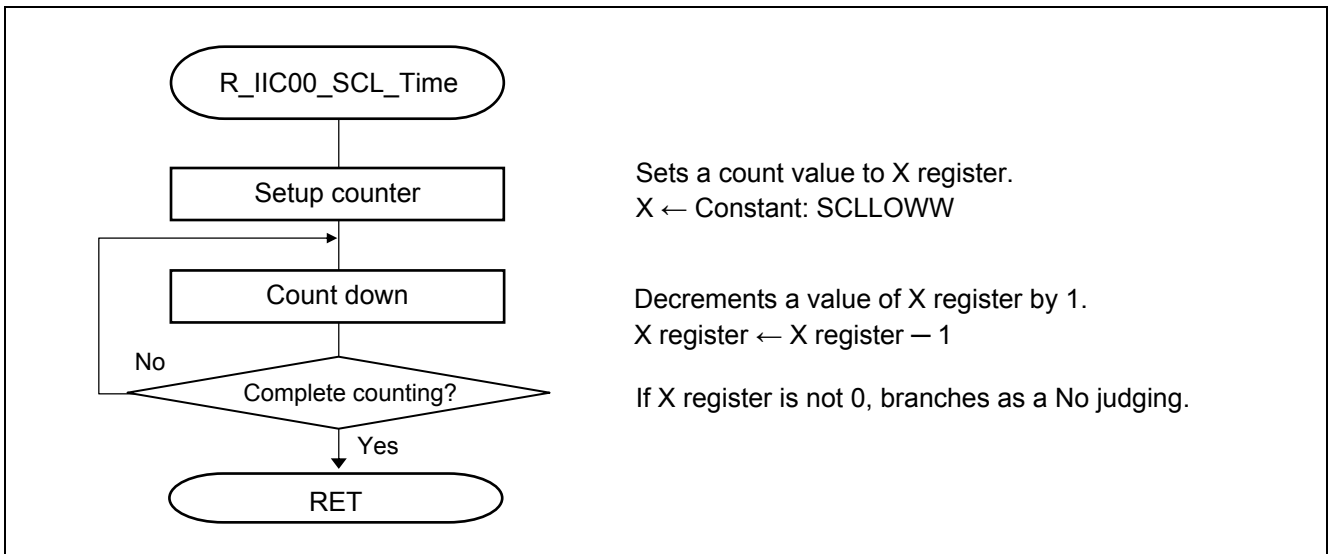 R_IIC00_SCL_Time
Setup counter
Sets a count value to X register.
X ← Constant: SCLLOWW
Count down
Decrements a value of X register by 1.
X register ← X register — 1
No
Complete counting?
If X register is not 0, branches as a No judging.
Yes
RET